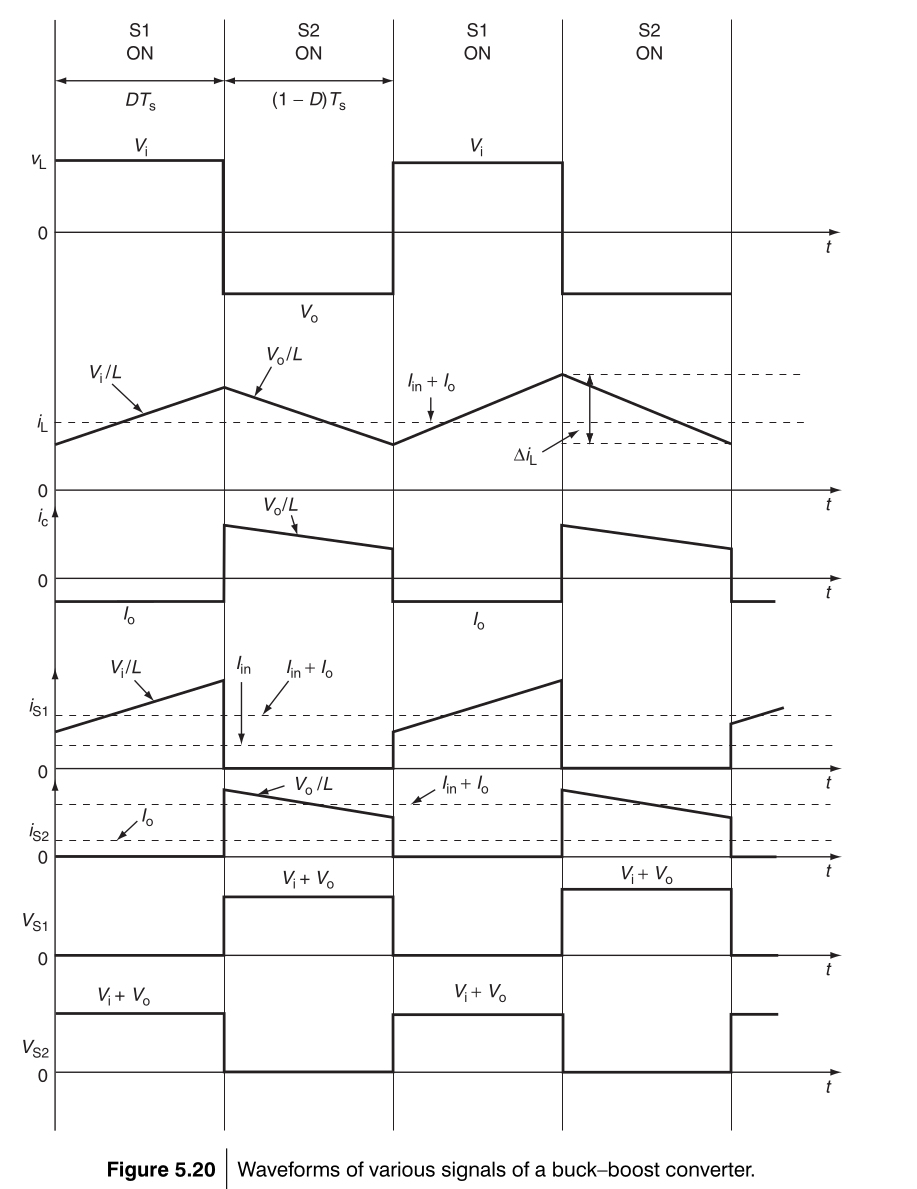 S1 S2 S1 S2
ON ON ON ON
DTs (1 – D)Ts
Vi Vi
vL
0
t
Vo
Vo/L
Vi/L Iin + Io
iL
ΔiL
0
t
ic Vo/L
0
t
Io Io
Vi/L Iin Iin + Io
iS1
0
t
Vo/L Iin + Io
Io
iS2
0
t
Vi + Vo Vi + Vo
VS1
0
t
Vi + Vo Vi + Vo
VS2
0
t
Figure 5.20 Waveforms of various signals of a buck–boost converter.